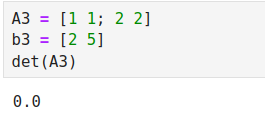 A3 = [1 1; 2 2]
b3 = [2 5]
det(A3)
0.0